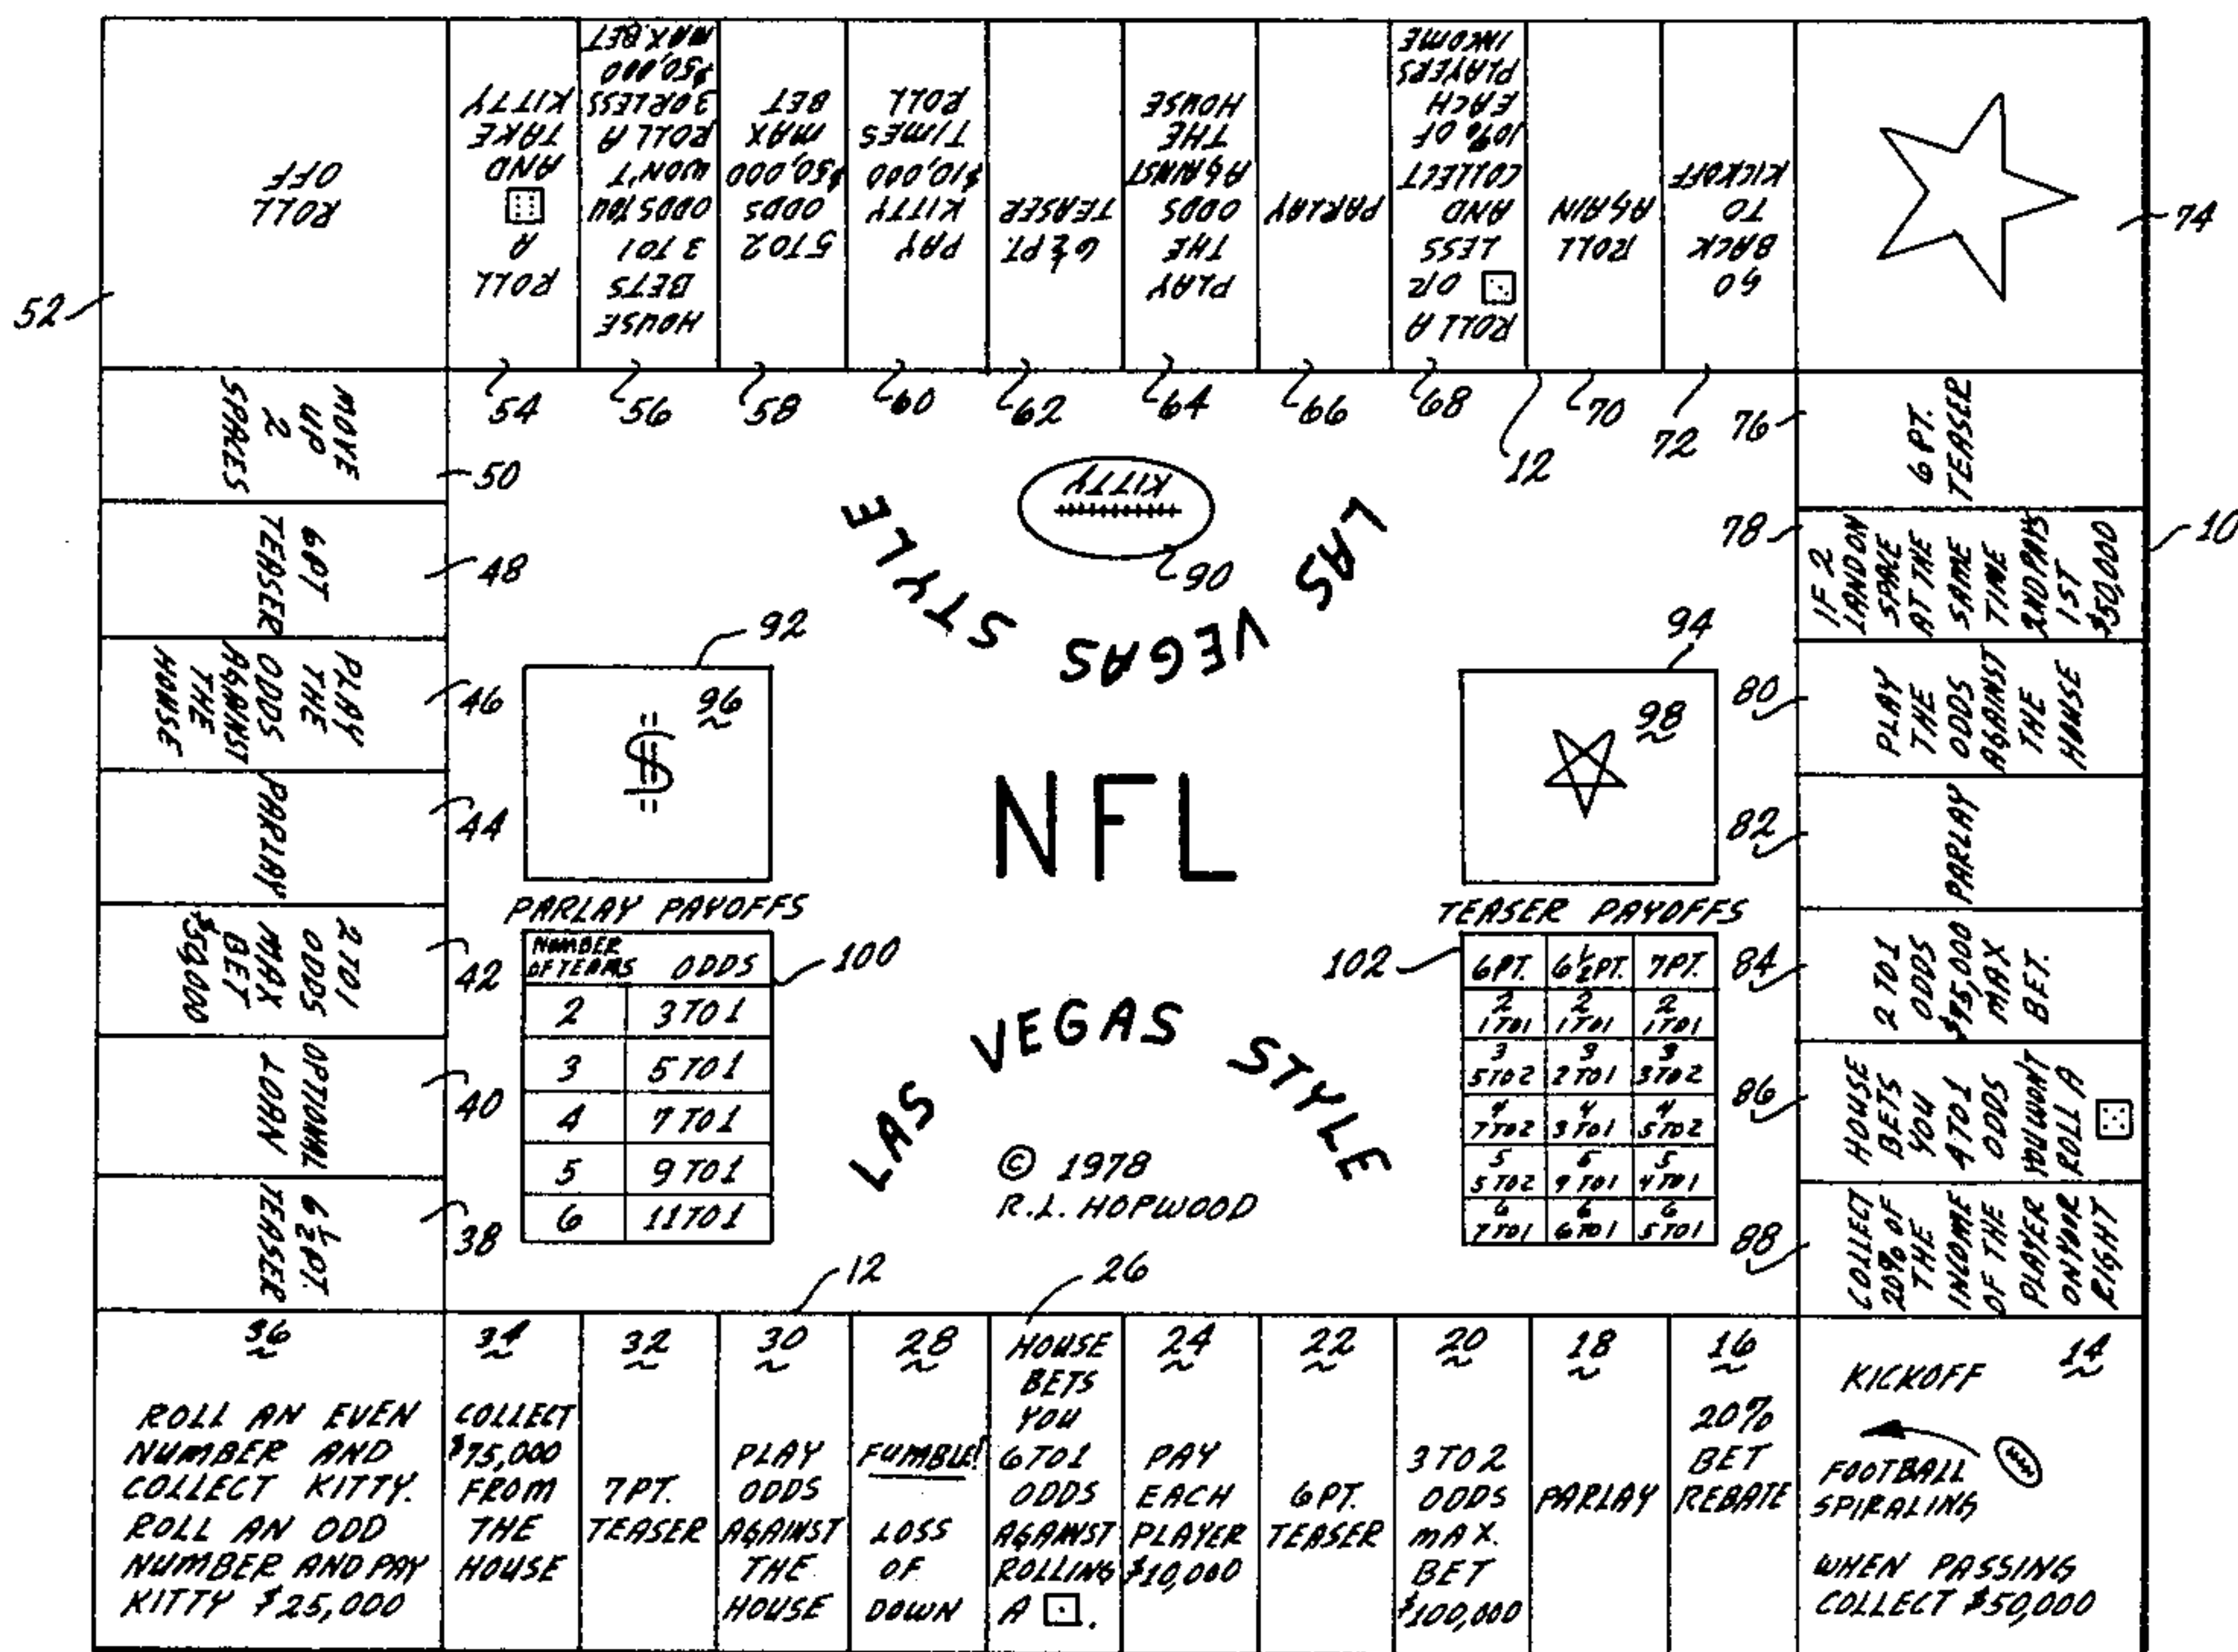 ROLL
OFF
52
ROLL
A
AND
TAKE
KITTY
54
HOUSE
BETS
3 TO 1
ODDS YOU
WON'T
ROLL A
3 OR LESS
$50,000
MAX. BET
56
5 TO 2
ODDS
$50,000
MAX
BET
58
PAY
KITTY
$10,000
TIMES
ROLL
60
6½ PT.
TEASER
62
PLAY
THE
ODDS
AGAINST
THE
HOUSE
64
PARLAY
66
ROLL A
OR
LESS
AND
COLLECT
10% OF
EACH
PLAYERS
INCOME
68
12
ROLL
AGAIN
70
GO
BACK
TO
KICKOFF
72
74
MOVE
UP
2
SPACES
50
6 PT
TEASER
48
PLAY
THE
ODDS
AGAINST
THE
HOUSE
46
PARLAY
44
2 TO 1
ODDS
MAX
BET
$50,000
42
OPTIONAL
LOAN
40
6½ PT.
TEASER
38
KITTY
90
LAS VEGAS STYLE
92
96
$
94
98
NFL
PARLAY PAYOFFS
100
NUMBER
OF TEAMS ODDS
2 3 TO 1
3 5 TO 1
4 7 TO 1
5 9 TO 1
6 11 TO 1
TEASER PAYOFFS
102
6 PT. 6½ PT. 7 PT.
2 2 2
1 TO 1 1 TO 1 1 TO 1
3 3 3
5 TO 2 2 TO 1 3 TO 2
4 4 4
7 TO 2 3 TO 1 5 TO 2
5 5 5
5 TO 2 9 TO 1 4 TO 1
6 6 6
7 TO 1 6 TO 1 5 TO 1
LAS VEGAS STYLE
© 1978
R.L. HOPWOOD
12
76
6 PT.
TEASER
78
IF 2
LAND ON
SPACE
AT THE
SAME
TIME
2ND PAYS
1ST
$50,000
10
80
PLAY
THE
ODDS
AGAINST
THE
HOUSE
82
PARLAY
84
2 TO 1
ODDS
$75,000
MAX
BET.
86
HOUSE
BETS
YOU
4 TO 1
ODDS
YOU WON'T
ROLL A
88
COLLECT
20% OF
THE
INCOME
OF THE
PLAYER
ON YOUR
RIGHT
36
ROLL AN EVEN
NUMBER AND
COLLECT KITTY.
ROLL AN ODD
NUMBER AND PAY
KITTY $25,000
34
COLLECT
$75,000
FROM
THE
HOUSE
32
7 PT.
TEASER
30
PLAY
ODDS
AGAINST
THE
HOUSE
28
FUMBLE!
LOSS
OF
DOWN
26
HOUSE
BETS
YOU
6 TO 1
ODDS
AGAINST
ROLLING
A .
24
PAY
EACH
PLAYER
$10,000
22
6 PT.
TEASER
20
3 TO 2
ODDS
MAX.
BET
$100,000
18
PARLAY
16
20%
BET
REBATE
14
KICKOFF
FOOTBALL
SPIRALING
WHEN PASSING
COLLECT $50,000